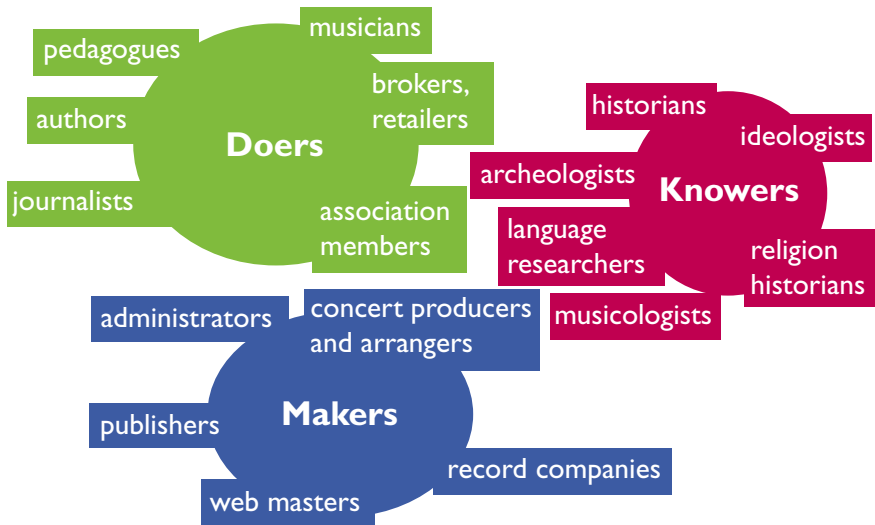 musicians
pedagogues
brokers,
retailers
authors
Doers
journalists
association
members
historians
ideologists
archeologists
Knowers
language
researchers
religion
historians
musicologists
administrators
concert producers
and arrangers
Makers
publishers
record companies
web masters